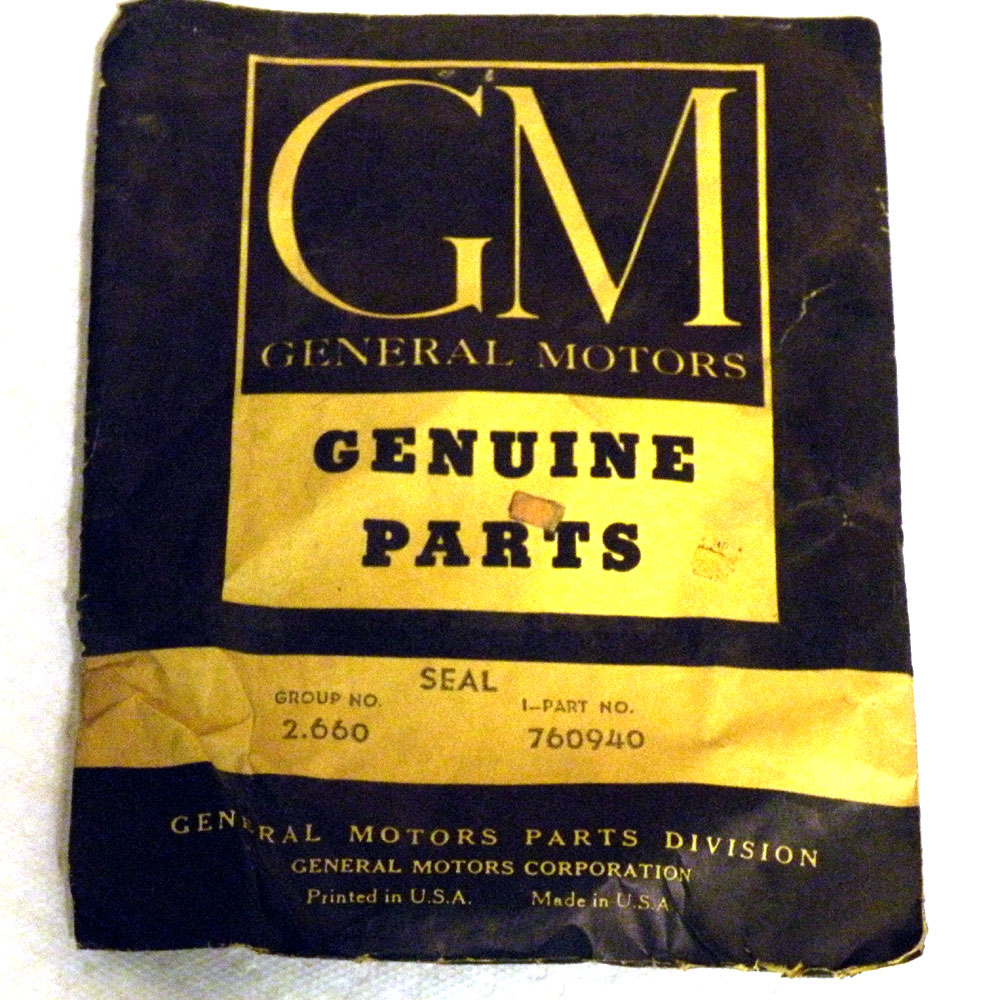 GM
GENERAL MOTORS
GENUINE
PARTS
SEAL
GROUP NO. 1–PART NO.
2.660 760940
GENERAL MOTORS PARTS DIVISION
GENERAL MOTORS CORPORATION
Printed in U.S.A. Made in U.S.A